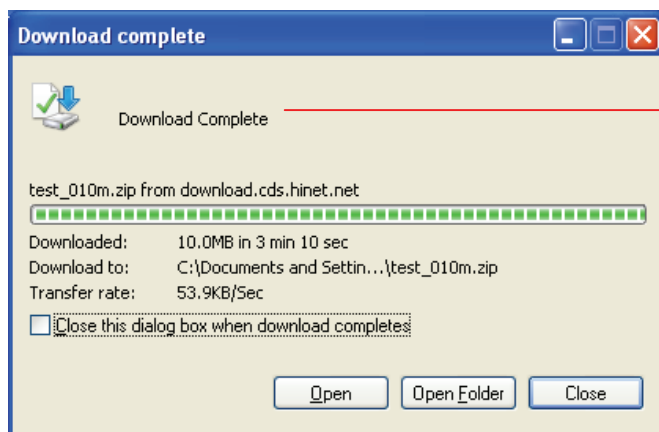 Download complete
Download Complete
test_010m.zip from download.cds.hinet.net
Downloaded: 10.0MB in 3 min 10 sec
Download to: C:\Documents and Settin...\test_010m.zip
Transfer rate: 53.9KB/Sec
Close this dialog box when download completes
Open Open Folder Close